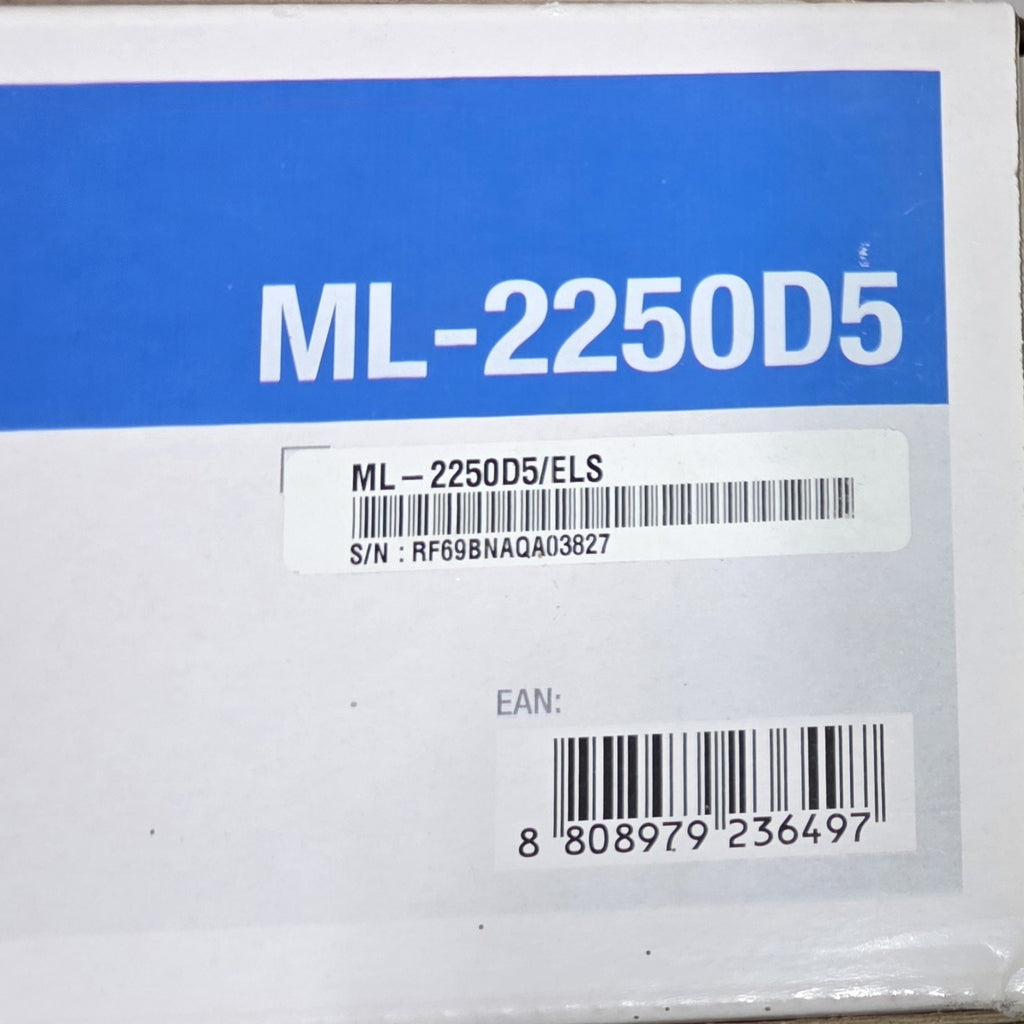 ML-2250D5
ML-2250D5/ELS
S/N : RF69BNAQA03827
EAN:
8 808979 236497